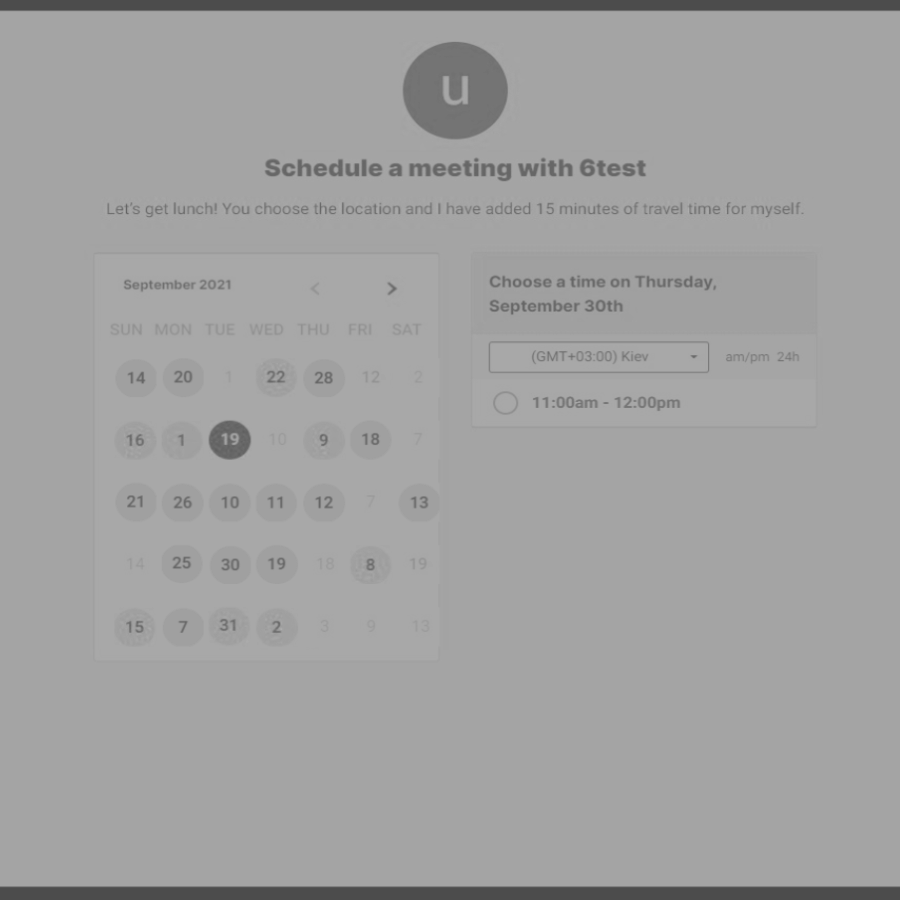 u
Schedule a meeting with 6test
Let's get lunch! You choose the location and I have added 15 minutes of travel time for myself.
September 2021 < >
SUN MON TUE WED THU FRI SAT
14 20 1 22 28 12 2
16 1 19 10 9 18 7
21 26 10 11 12 7 13
14 25 30 19 18 8 19
15 7 31 2 3 9 13
Choose a time on Thursday,
September 30th
(GMT+03:00) Kiev am/pm 24h
11:00am - 12:00pm